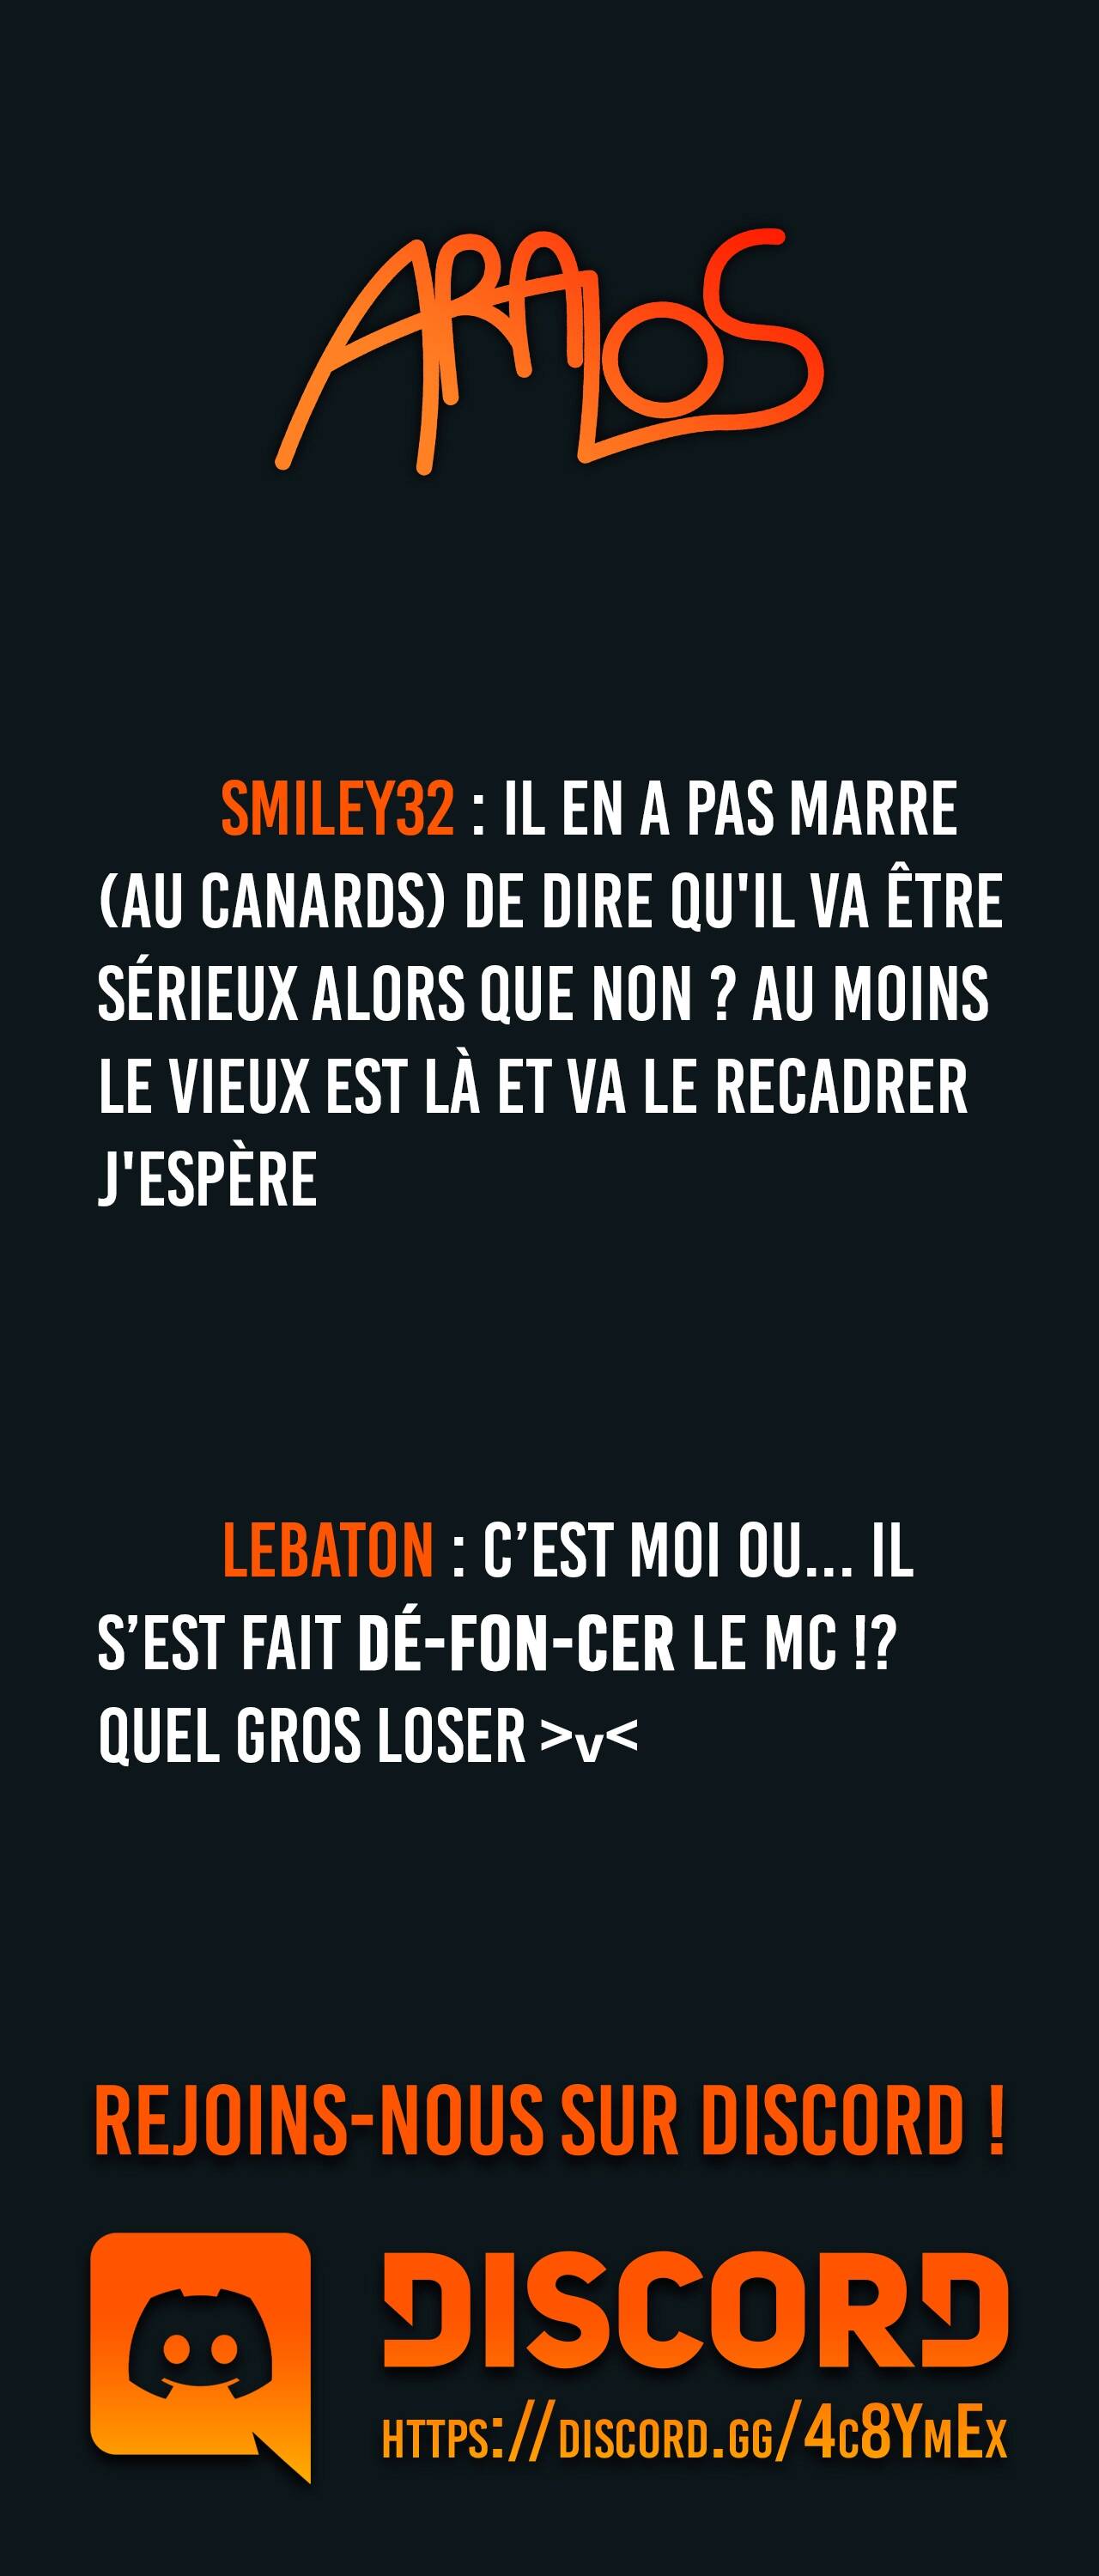 ARALOS
SMILEY32 : IL EN A PAS MARRE
(AU CANARDS) DE DIRE QU'IL VA ÊTRE
SÉRIEUX ALORS QUE NON ? AU MOINS
LE VIEUX EST LÀ ET VA LE RECADRER
J'ESPÈRE
LEBATON : C’EST MOI OU... IL
S’EST FAIT DÉ-FON-CER LE MC !?
QUEL GROS LOSER >v<
REJOINS-NOUS SUR DISCORD !
DISCORD
https://discord.gg/4c8YmEx